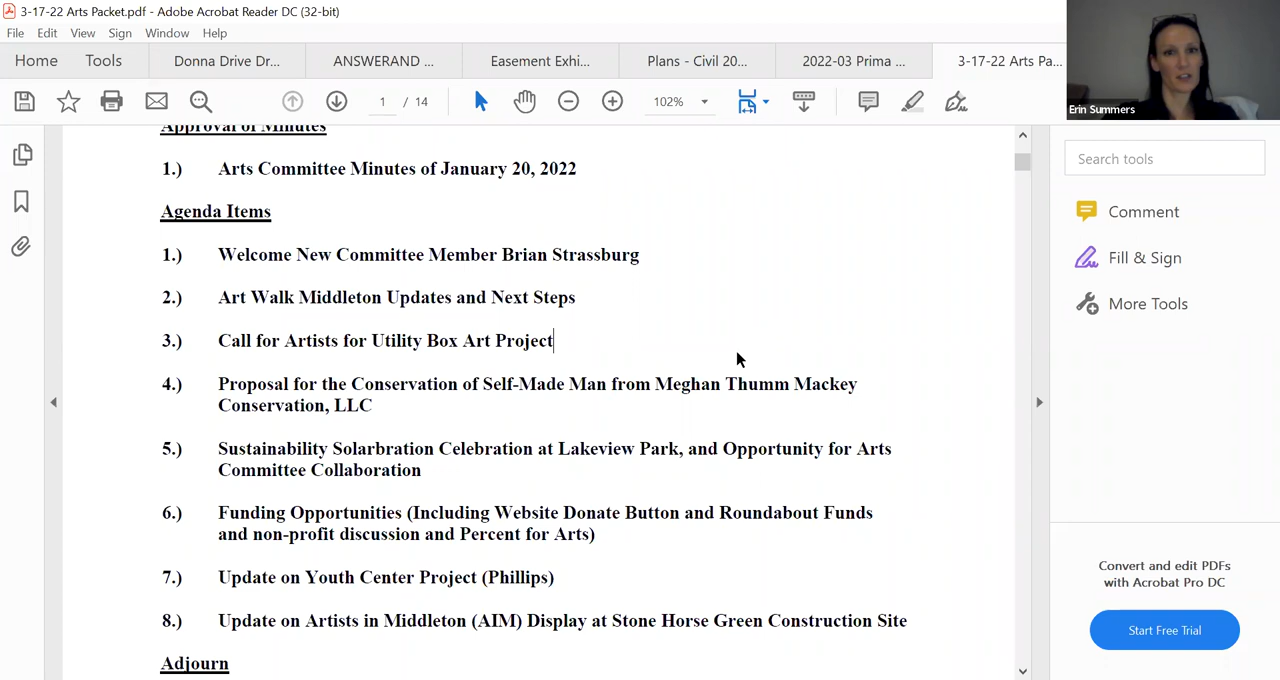 3-17-22 Arts Packet.pdf - Adobe Acrobat Reader DC (32-bit)
File Edit View Sign Window Help
Home Tools Donna Drive Dr... ANSWERAND ... Easement Exhi... Plans - Civil 20... 2022-03 Prima ... 3-17-22 Arts Pa...
1 / 14 102%
Erin Summers
Approval of Minutes
1.) Arts Committee Minutes of January 20, 2022
Agenda Items
1.) Welcome New Committee Member Brian Strassburg
2.) Art Walk Middleton Updates and Next Steps
3.) Call for Artists for Utility Box Art Project
4.) Proposal for the Conservation of Self-Made Man from Meghan Thumm Mackey
Conservation, LLC
5.) Sustainability Solarbration Celebration at Lakeview Park, and Opportunity for Arts
Committee Collaboration
6.) Funding Opportunities (Including Website Donate Button and Roundabout Funds
and non-profit discussion and Percent for Arts)
7.) Update on Youth Center Project (Phillips)
8.) Update on Artists in Middleton (AIM) Display at Stone Horse Green Construction Site
Adjourn
Search tools
Comment
Fill & Sign
More Tools
Convert and edit PDFs
with Acrobat Pro DC
Start Free Trial